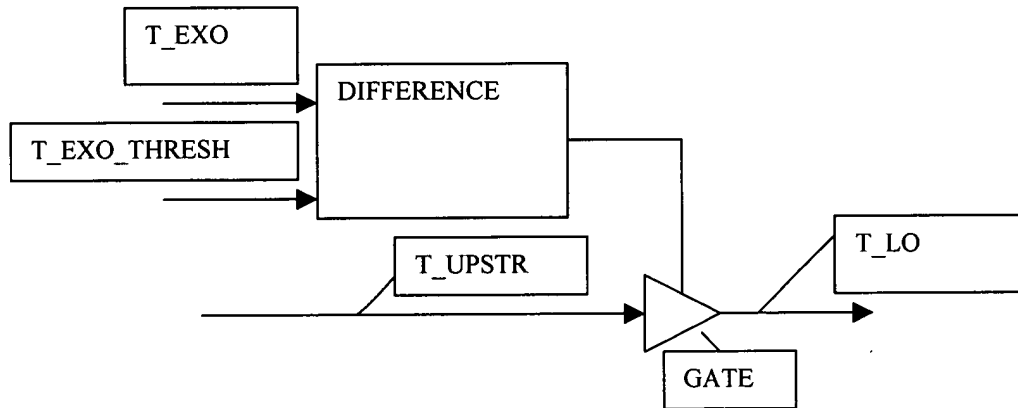 T_EXO
DIFFERENCE
T_EXO_THRESH
T_UPSTR
T_LO
GATE